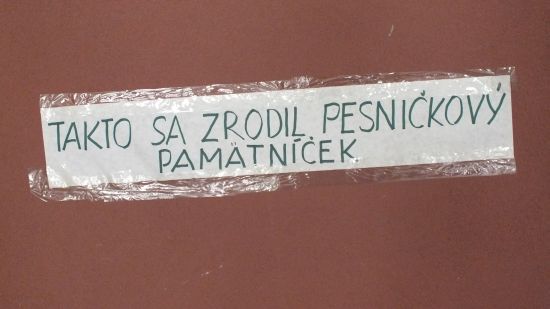 TAKTO SA ZRODIL PESNIČKOVÝ
PAMÄTNÍČEK